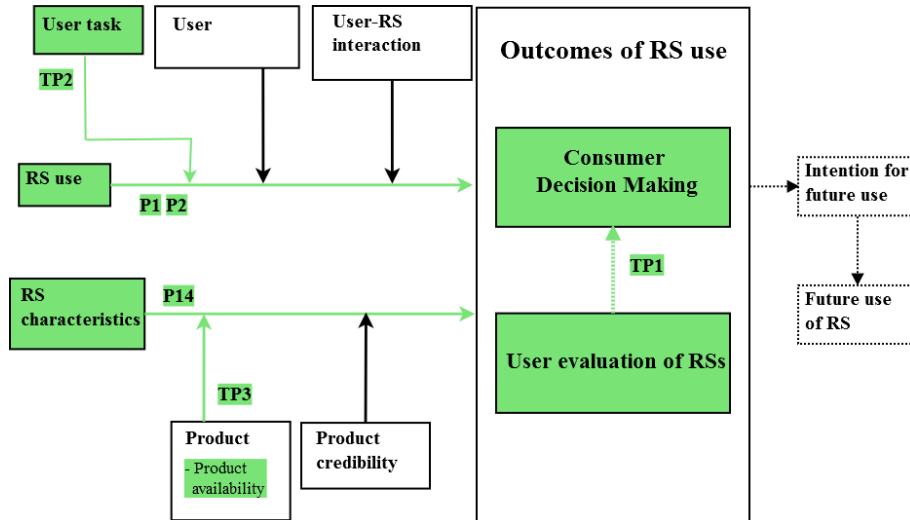 User task
User
User-RS
interaction
Outcomes of RS use
TP2
Consumer
Decision Making
RS use
P1 P2
Intention for
future use
TP1
RS
characteristics
P14
Future use
of RS
User evaluation of RSs
TP3
Product
- Product
availability
Product
credibility